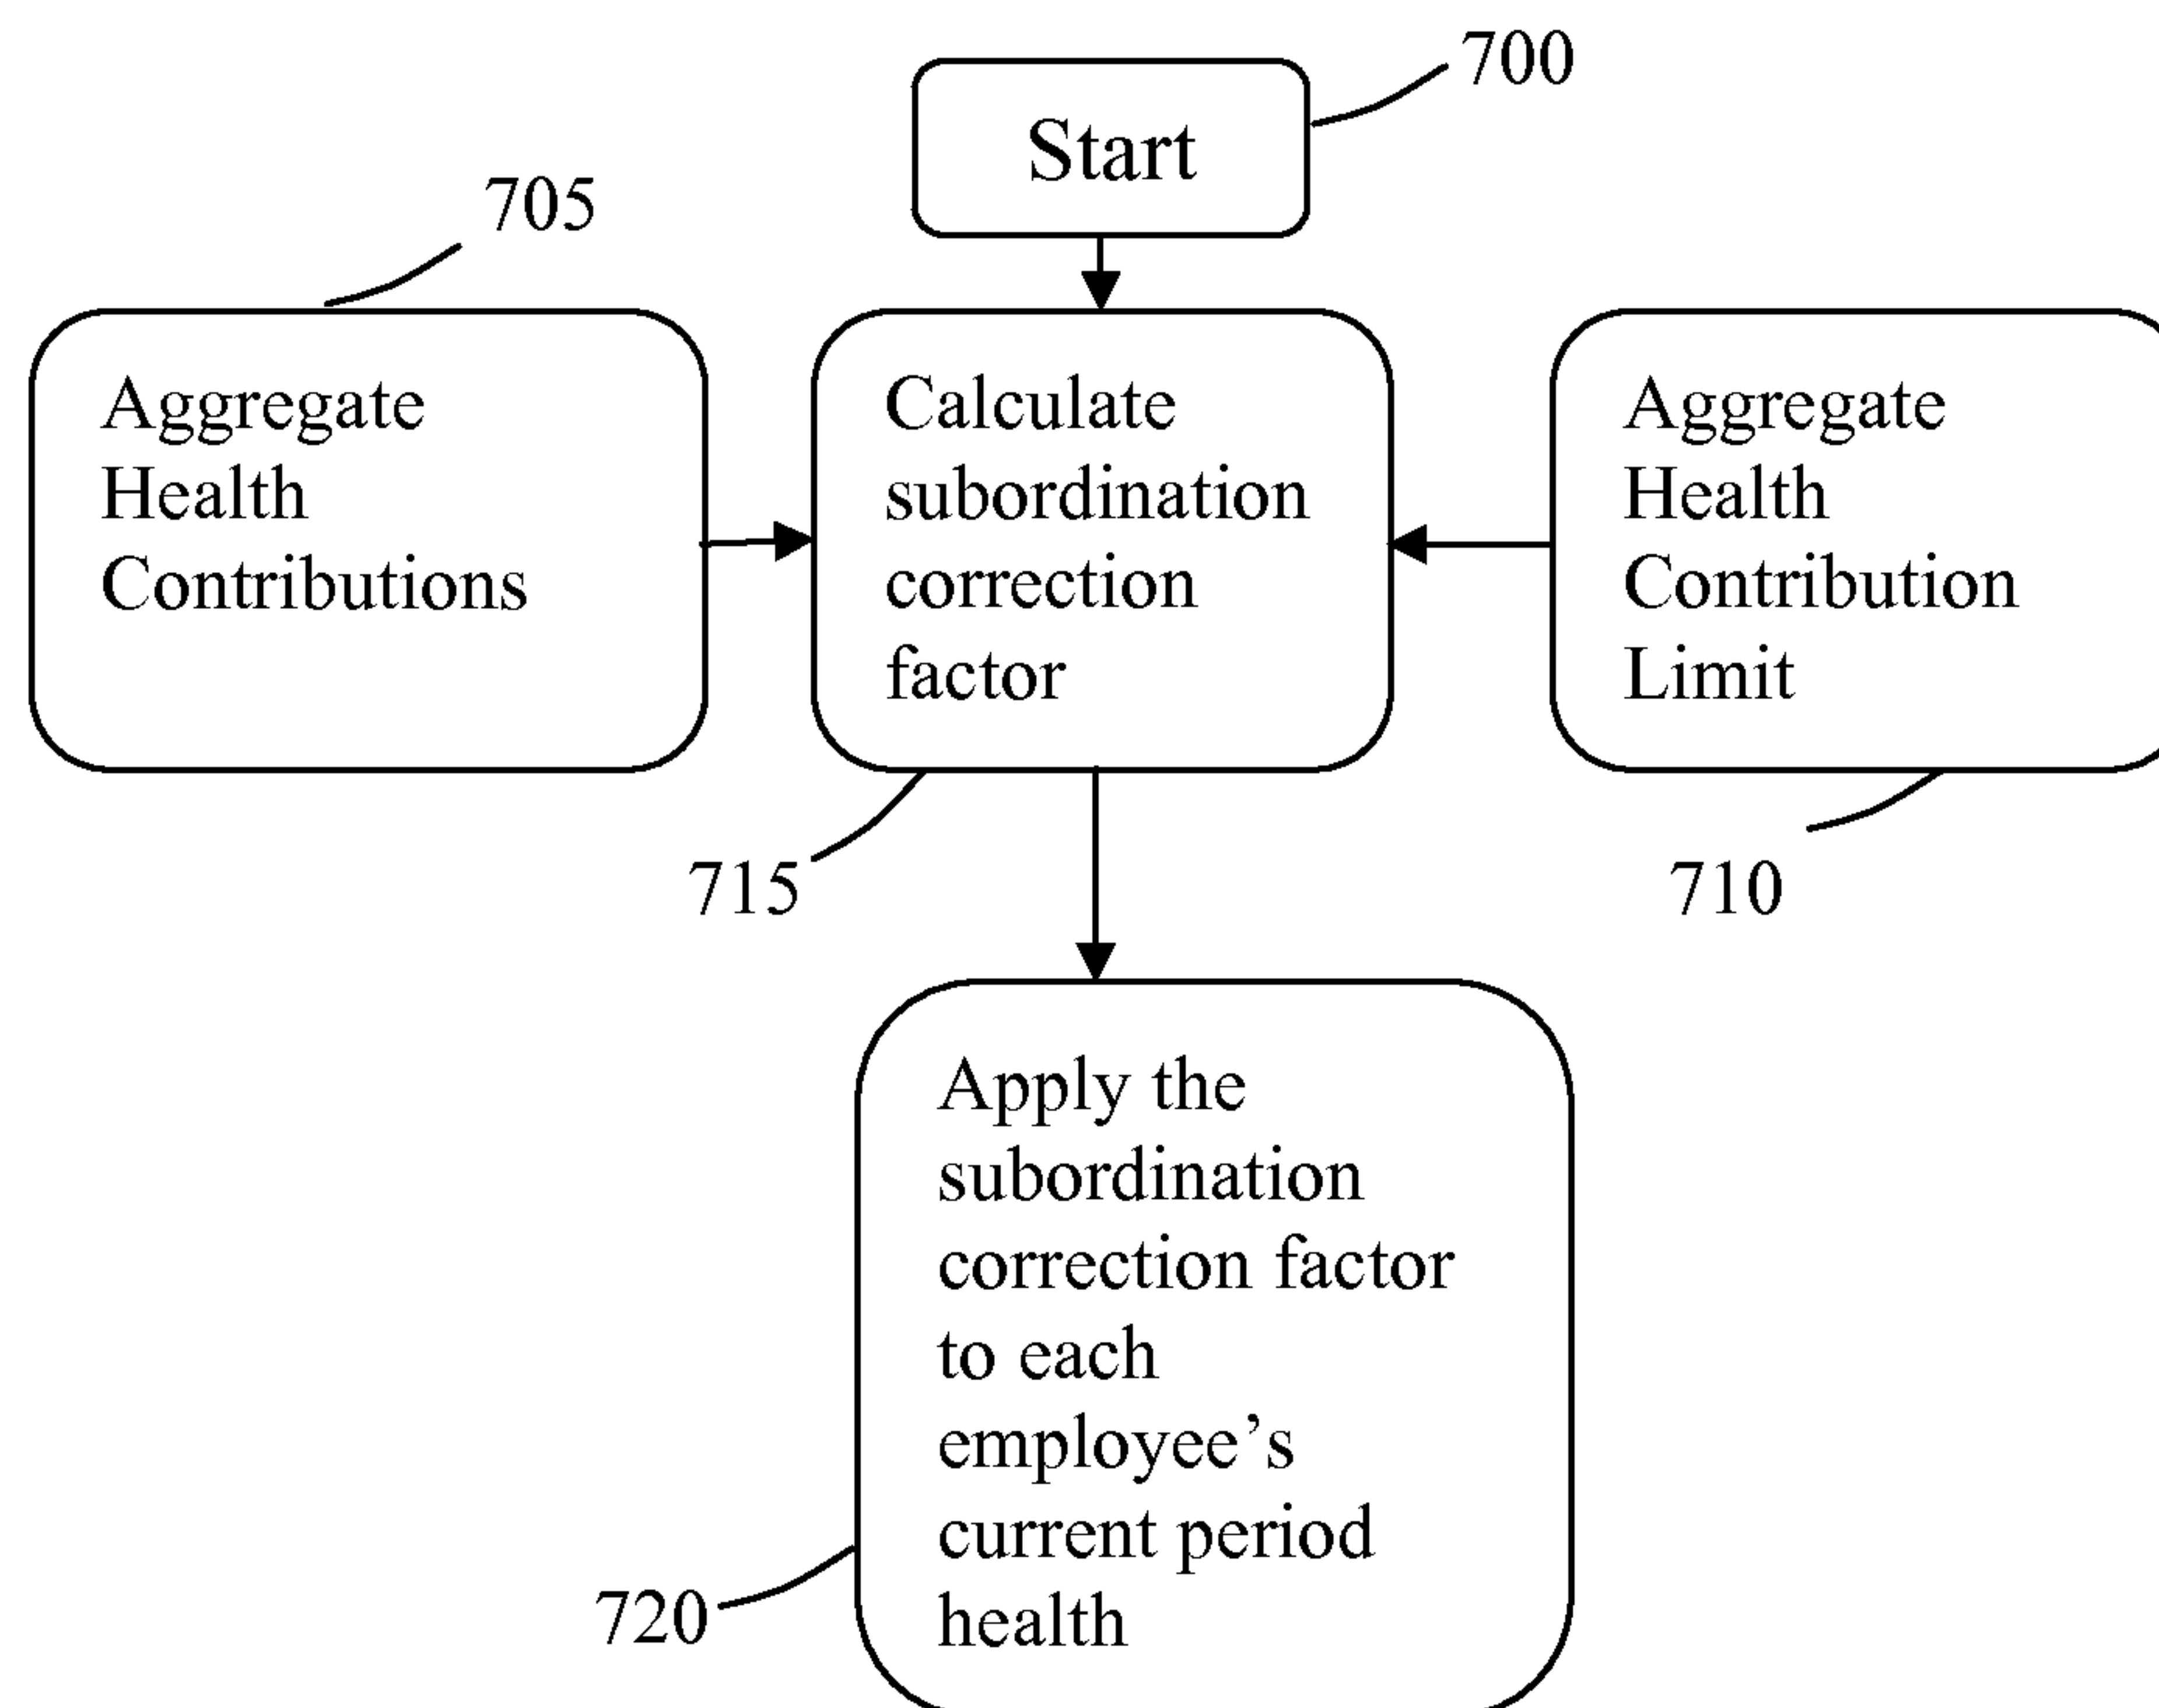 700
Start
705
Aggregate
Health
Contributions
Calculate
subordination
correction
factor
Aggregate
Health
Contribution
Limit
715
710
Apply the
subordination
correction factor
to each
employee’s
current period
health
720